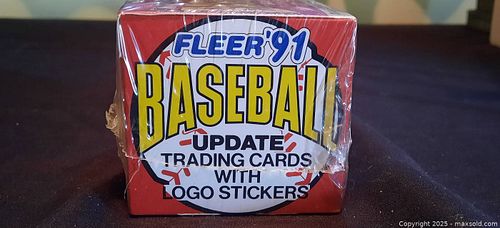 FLEER '91
BASEBALL
UPDATE
TRADING CARDS
WITH
LOGO STICKERS
Copyright 2025 - maxsold.com